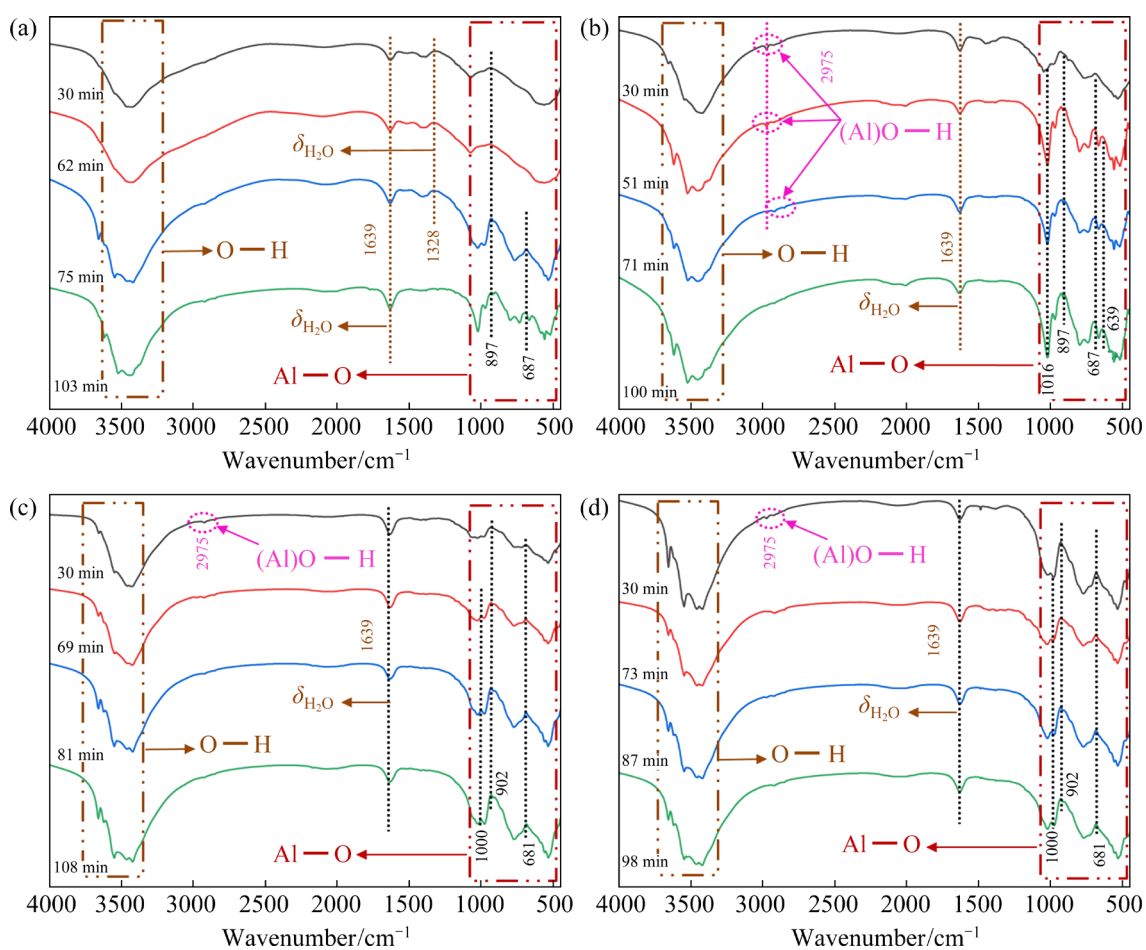 (a)
30 min
62 min
75 min
103 min
O—H
δH2O
δH2O
1639
1328
897
687
Al—O
4000 3500 3000 2500 2000 1500 1000 500
Wavenumber/cm−1
(b)
30 min
51 min
71 min
100 min
2975
(Al)O—H
O—H
1639
δH2O
Al—O
1016
897
687
639
4000 3500 3000 2500 2000 1500 1000 500
Wavenumber/cm−1
(c)
30 min
69 min
81 min
108 min
2975
(Al)O—H
1639
δH2O
O—H
Al—O
1000
902
681
4000 3500 3000 2500 2000 1500 1000 500
Wavenumber/cm−1
(d)
30 min
73 min
87 min
98 min
2975
(Al)O—H
1639
δH2O
O—H
Al—O
1000
902
681
4000 3500 3000 2500 2000 1500 1000 500
Wavenumber/cm−1